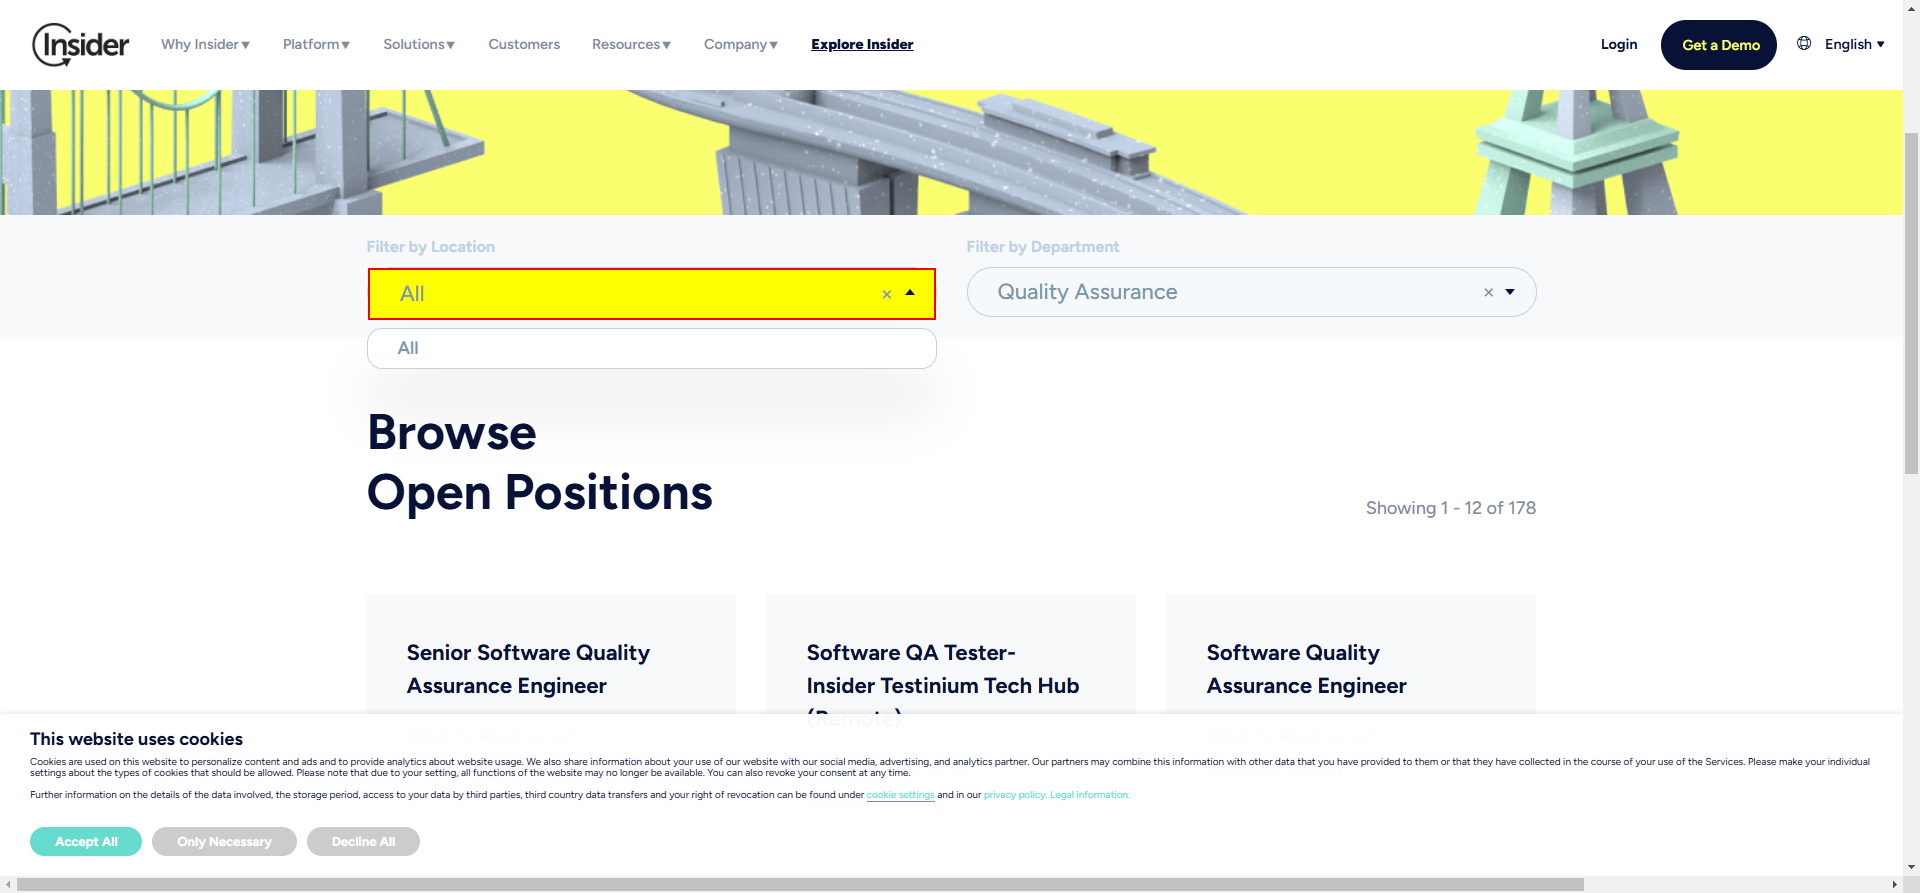 Insider
Why Insider
Platform
Solutions
Customers
Resources
Company
Explore Insider
Login
Get a Demo
English
Filter by Location
Filter by Department
All
×
Quality Assurance
×
All
Browse
Open Positions
Showing 1 - 12 of 178
Senior Software Quality
Assurance Engineer
Software QA Tester-
Insider Testinium Tech Hub
(Remote)
Software Quality
Assurance Engineer
This website uses cookies
Cookies are used on this website to personalize content and ads and to provide analytics about website usage. We also share information about your use of our website with our social media, advertising, and analytics partner. Our partners may combine this information with other data that you have provided to them or that they have collected in the course of your use of the Services. Please make your individual
settings about the types of cookies that should be allowed. Please note that due to your setting, all functions of the website may no longer be available. You can also revoke your consent at any time.
Further information on the details of the data involved, the storage period, access to your data by third parties, third country data transfers and your right of revocation can be found under cookie settings and in our privacy policy. Legal information.
Accept All
Only Necessary
Decline All